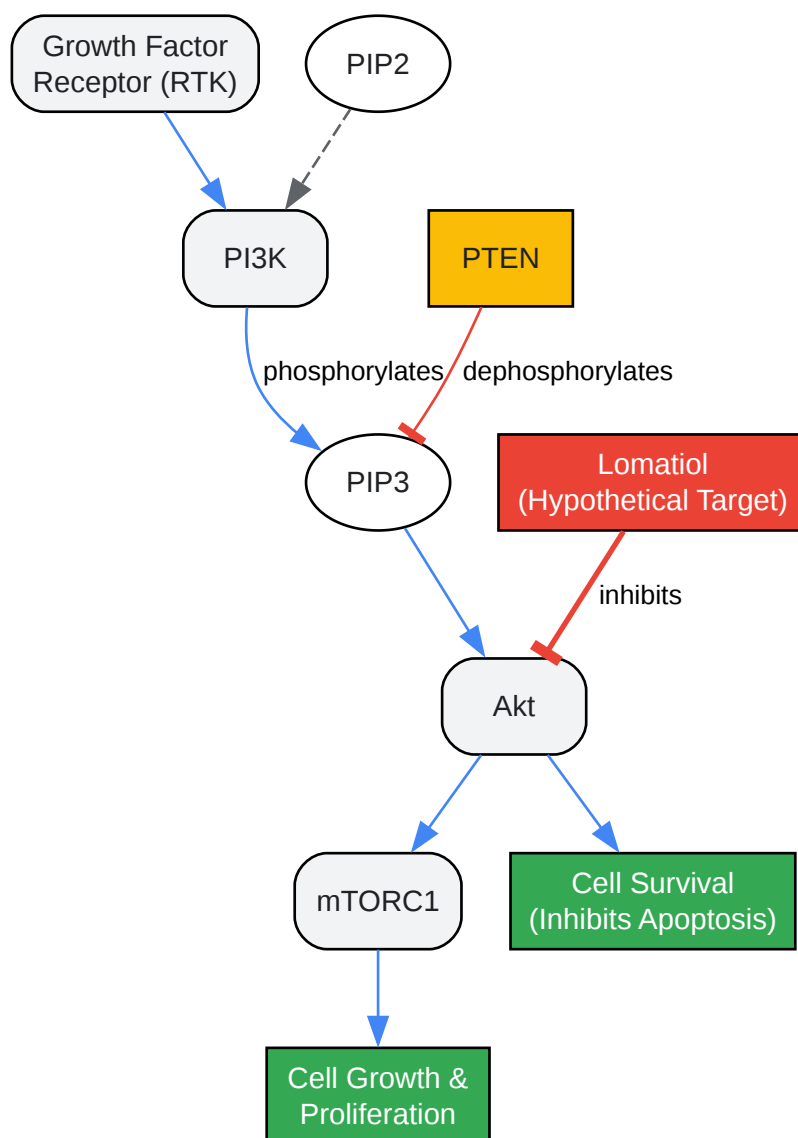 Growth Factor
Receptor (RTK)
PIP2
PI3K
PTEN
phosphorylates
dephosphorylates
PIP3
Lomatiol
(Hypothetical Target)
inhibits
Akt
mTORC1
Cell Survival
(Inhibits Apoptosis)
Cell Growth &
Proliferation